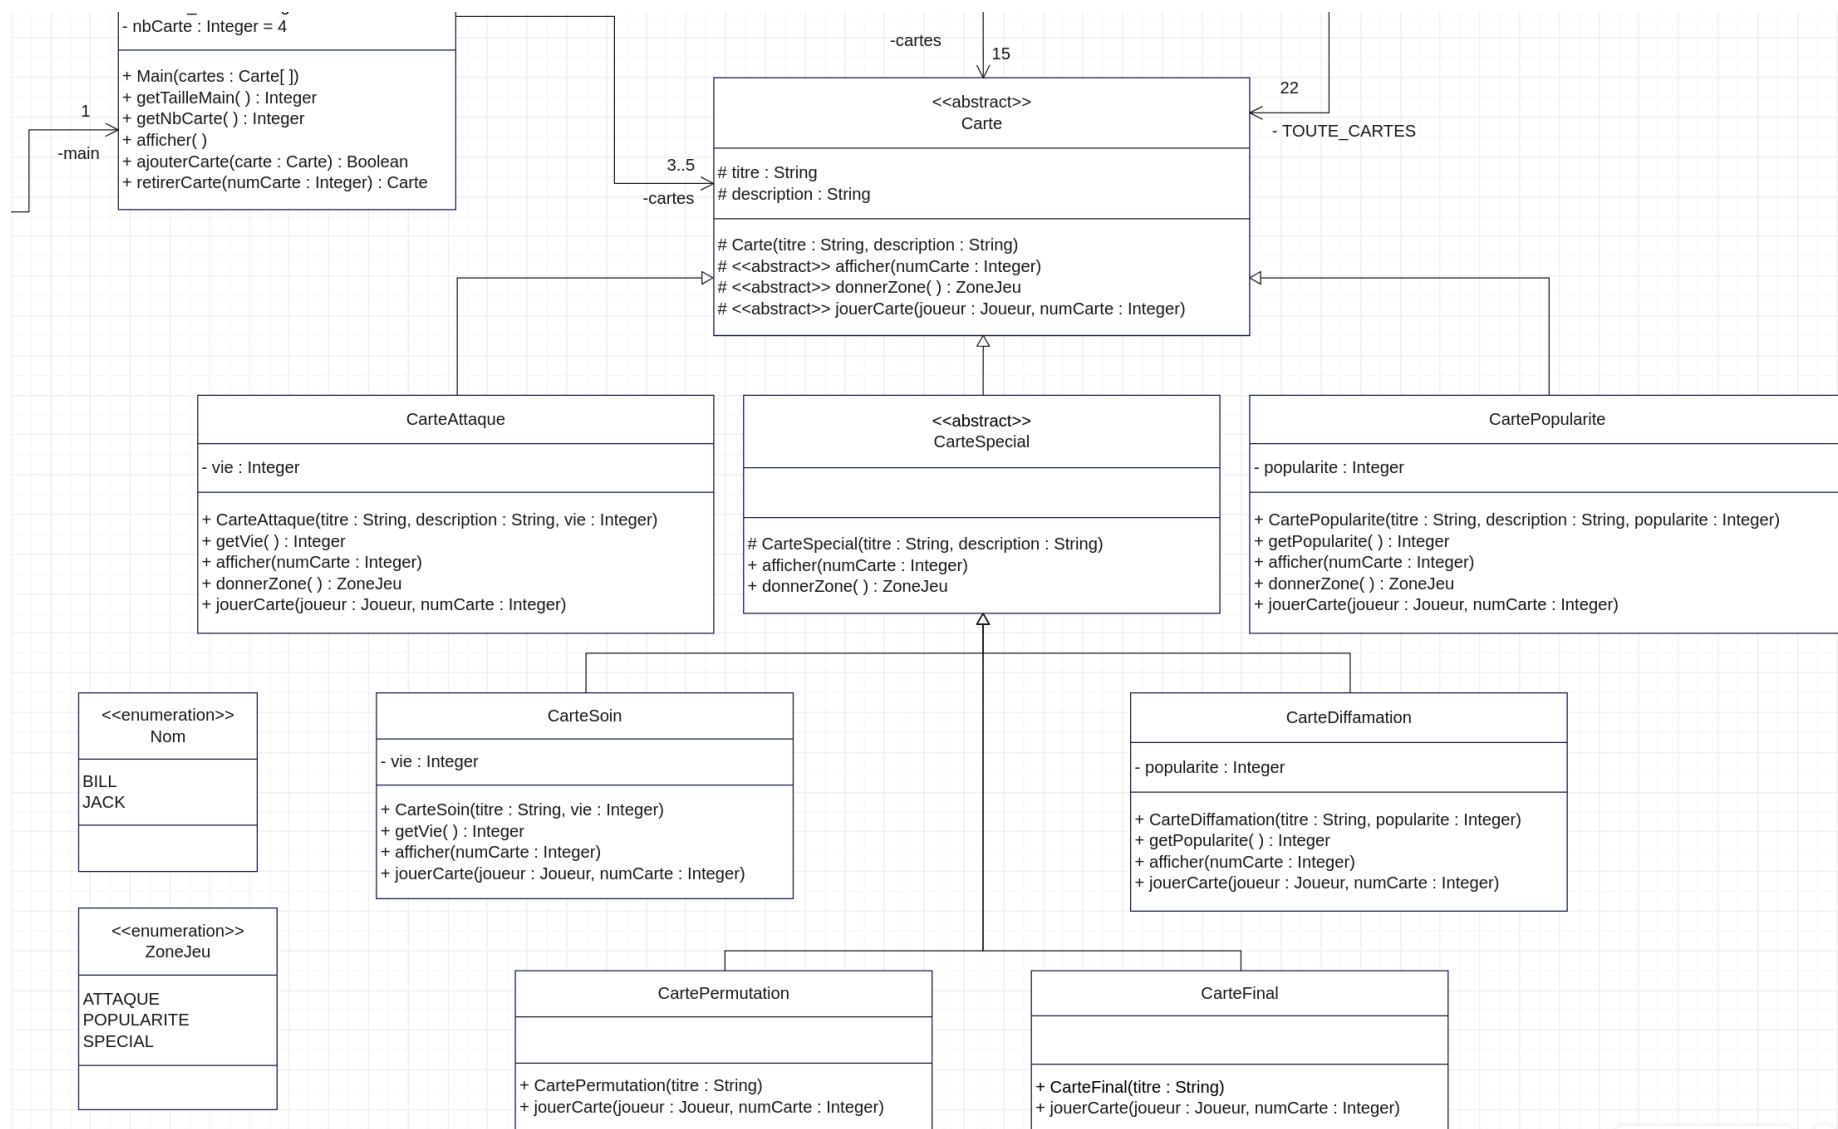 - nbCarte : Integer = 4
+ Main(cartes : Carte[ ])
+ getTailleMain( ) : Integer
+ getNbCarte( ) : Integer
+ afficher( )
+ ajouterCarte(carte : Carte) : Boolean
+ retirerCarte(numCarte : Integer) : Carte
1
-main
3..5
-cartes
-cartes
15
22
- TOUTE_CARTES
<<abstract>>
Carte
# titre : String
# description : String
# Carte(titre : String, description : String)
# <<abstract>> afficher(numCarte : Integer)
# <<abstract>> donnerZone( ) : ZoneJeu
# <<abstract>> jouerCarte(joueur : Joueur, numCarte : Integer)
CarteAttaque
- vie : Integer
+ CarteAttaque(titre : String, description : String, vie : Integer)
+ getVie( ) : Integer
+ afficher(numCarte : Integer)
+ donnerZone( ) : ZoneJeu
+ jouerCarte(joueur : Joueur, numCarte : Integer)
<<abstract>>
CarteSpecial
# CarteSpecial(titre : String, description : String)
+ afficher(numCarte : Integer)
+ donnerZone( ) : ZoneJeu
CartePopularite
- popularite : Integer
+ CartePopularite(titre : String, description : String, popularite : Integer)
+ getPopularite( ) : Integer
+ afficher(numCarte : Integer)
+ donnerZone( ) : ZoneJeu
+ jouerCarte(joueur : Joueur, numCarte : Integer)
<<enumeration>>
Nom
BILL
JACK
CarteSoin
- vie : Integer
+ CarteSoin(titre : String, vie : Integer)
+ getVie( ) : Integer
+ afficher(numCarte : Integer)
+ jouerCarte(joueur : Joueur, numCarte : Integer)
CarteDiffamation
- popularite : Integer
+ CarteDiffamation(titre : String, popularite : Integer)
+ getPopularite( ) : Integer
+ afficher(numCarte : Integer)
+ jouerCarte(joueur : Joueur, numCarte : Integer)
<<enumeration>>
ZoneJeu
ATTAQUE
POPULARITE
SPECIAL
CartePermutation
+ CartePermutation(titre : String)
+ jouerCarte(joueur : Joueur, numCarte : Integer)
CarteFinal
+ CarteFinal(titre : String)
+ jouerCarte(joueur : Joueur, numCarte : Integer)